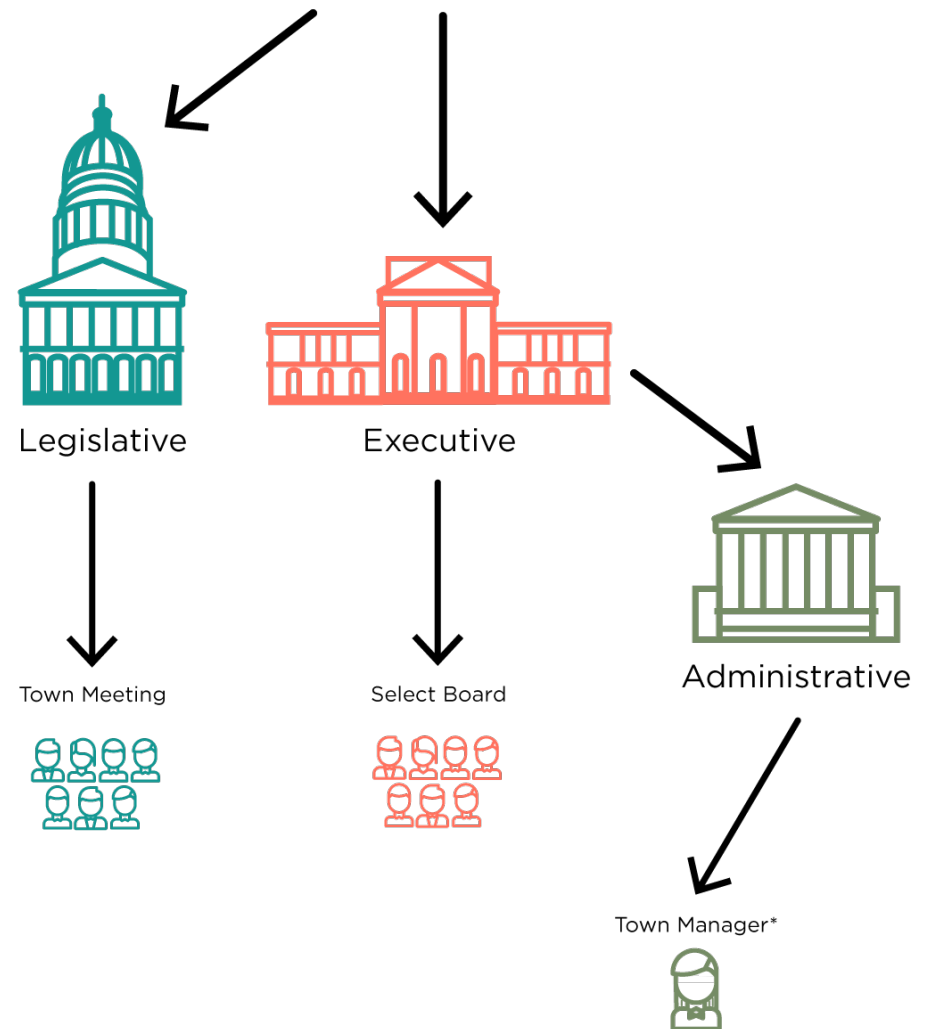 Legislative
Executive
Administrative
Town Meeting
Select Board
Town Manager*